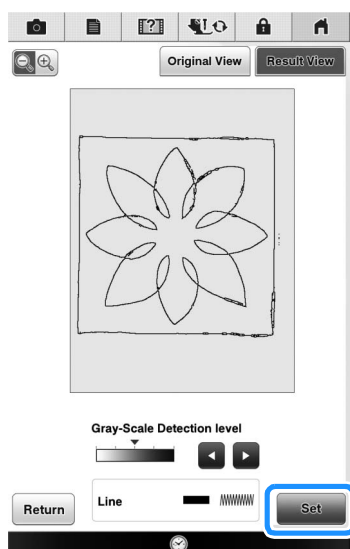 Original View
Result View
Gray-Scale Detection level
Line
Return
Set